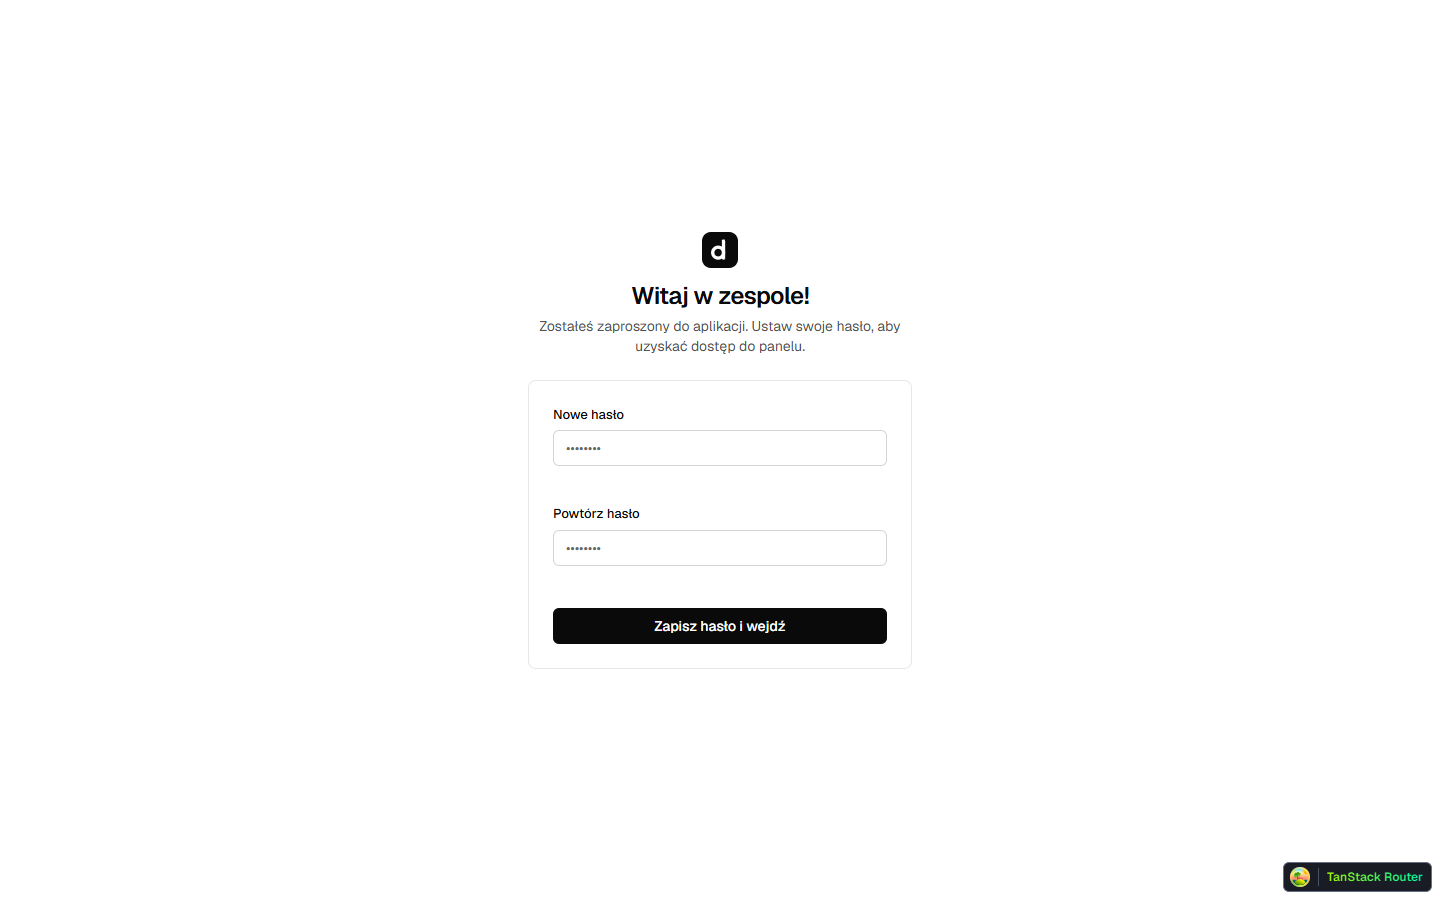 d
Witaj w zespole!
Zostałeś zaproszony do aplikacji. Ustaw swoje hasło, aby
uzyskać dostęp do panelu.
Nowe hasło
••••••••
Powtórz hasło
••••••••
Zapisz hasło i wejdź
TanStack Router